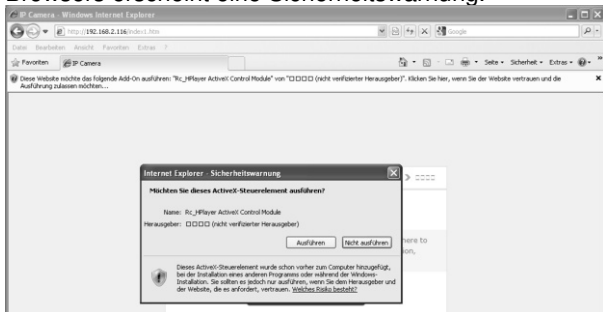 Browsers erscheint eine Sicherheitswarnung.
IP Camera - Windows Internet Explorer
http://192.168.2.116/index1.htm
Google
Datei Bearbeiten Ansicht Favoriten Extras ?
Favoriten IP Camera Seite Sicherheit Extras
Diese Website möchte das folgende Add-On ausführen: "Rc_HPlayer ActiveX Control Module" von "□□□□ (nicht verifizierter Herausgeber)". Klicken Sie hier, wenn Sie der Website vertrauen und die
Ausführung zulassen möchten...
Internet Explorer - Sicherheitswarnung
Möchten Sie dieses ActiveX-Steuerelement ausführen?
Name: Rc_HPlayer ActiveX Control Module
Herausgeber: □□□□ (nicht verifizierter Herausgeber)
Ausführen Nicht ausführen
Dieses ActiveX-Steuerelement wurde schon vorher zum Computer hinzugefügt,
bei der Installation eines anderen Programms oder während der Windows-
Installation. Sie sollten es jedoch nur ausführen, wenn Sie dem Herausgeber und
der Website, die es anfordert, vertrauen. Welches Risiko besteht?
> □□□□
here to
on,